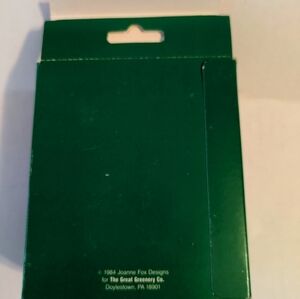 © 1984 Joanne Fox Designs
for The Great Greenery Co.
Doylestown, PA 18901